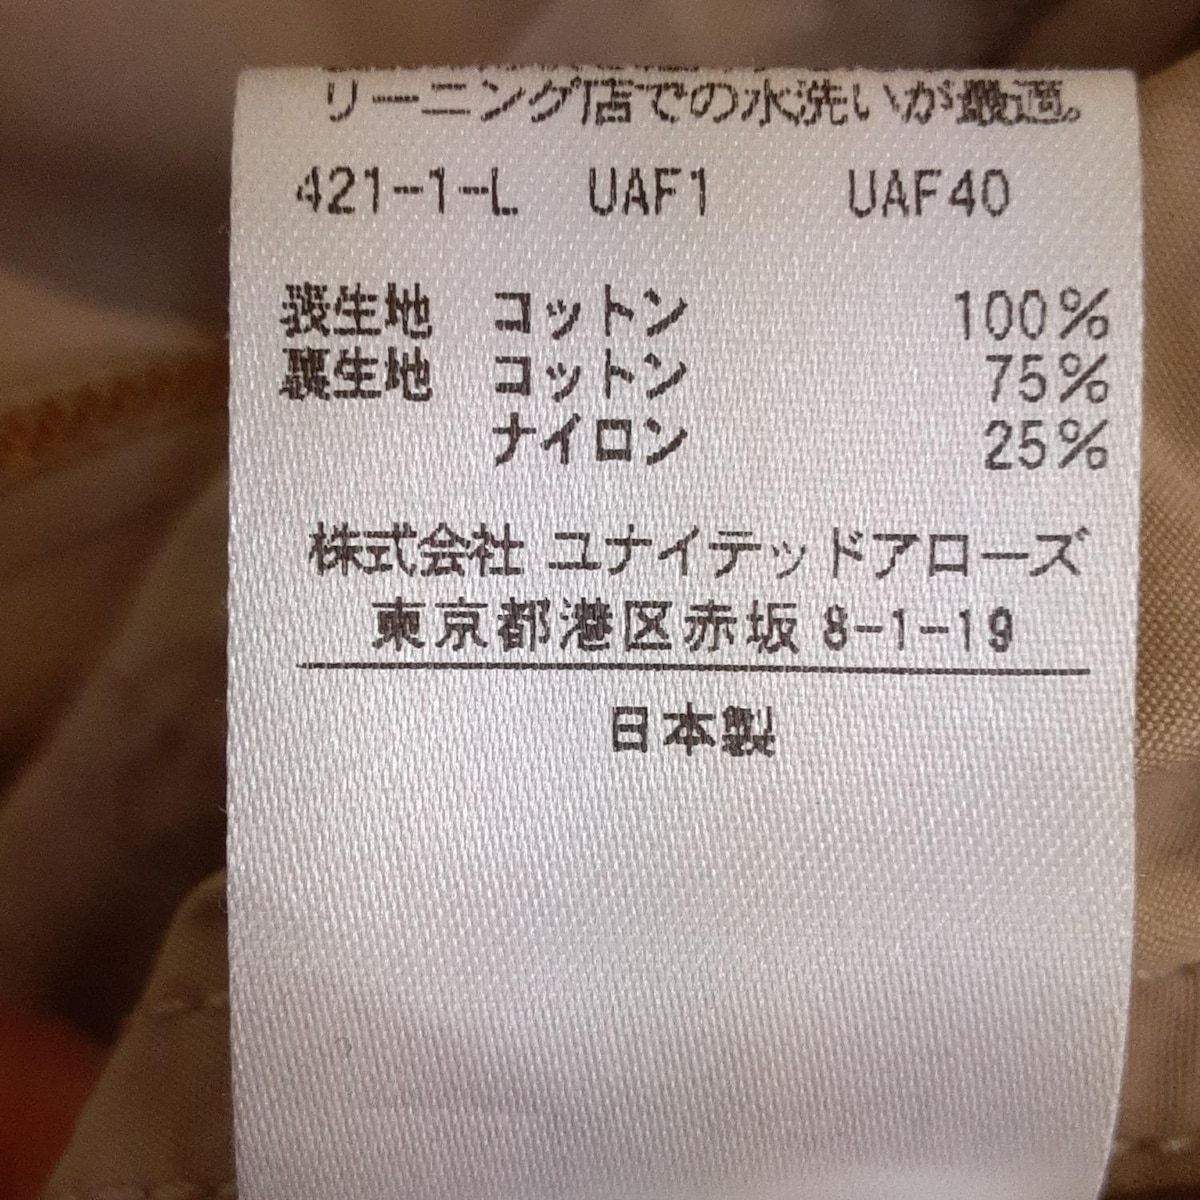 リーニング店での水洗いが最適。
421-1-L UAF1 UAF40
表生地 コットン 100%
裏生地 コットン 75%
ナイロン 25%
株式会社 ユナイテッドアローズ
東京都港区赤坂 8-1-19
日本製